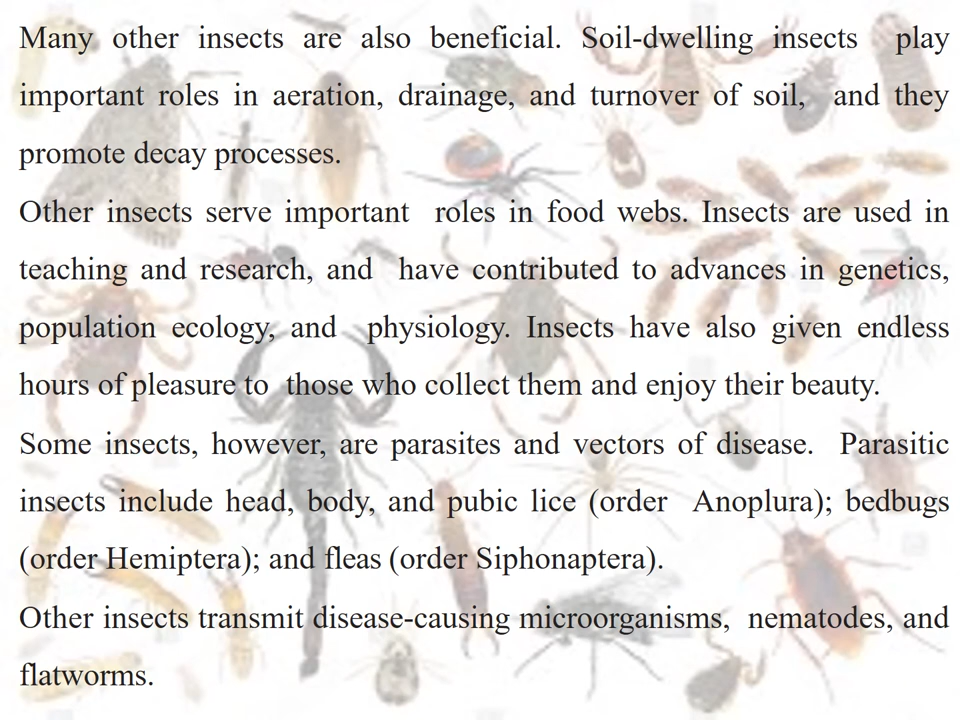 Many other insects are also beneficial. Soil-dwelling insects play
important roles in aeration, drainage, and turnover of soil, and they
promote decay processes.
Other insects serve important roles in food webs. Insects are used in
teaching and research, and have contributed to advances in genetics,
population ecology, and physiology. Insects have also given endless
hours of pleasure to those who collect them and enjoy their beauty.
Some insects, however, are parasites and vectors of disease. Parasitic
insects include head, body, and pubic lice (order Anoplura); bedbugs
(order Hemiptera); and fleas (order Siphonaptera).
Other insects transmit disease-causing microorganisms, nematodes, and
flatworms.